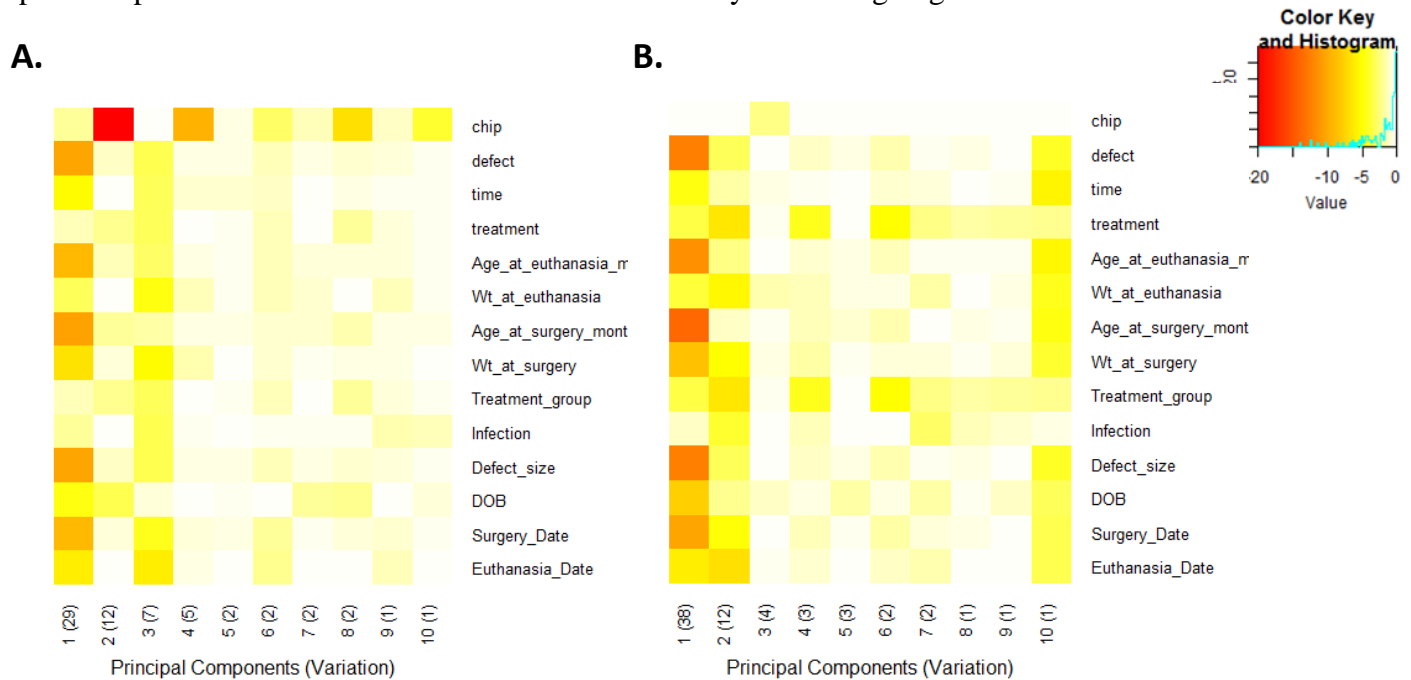 Color Key
and Histogram
A.
B.
20
chip
defect
time
treatment
Age_at_euthanasia_m
Wt_at_euthanasia
Age_at_surgery_mont
Wt_at_surgery
Treatment_group
Infection
Defect_size
DOB
Surgery_Date
Euthanasia_Date
1 (29)
2 (12)
3 (7)
4 (5)
5 (2)
6 (2)
7 (2)
8 (2)
9 (1)
10 (1)
Principal Components (Variation)
chip
defect
time
treatment
Age_at_euthanasia_m
Wt_at_euthanasia
Age_at_surgery_mont
Wt_at_surgery
Treatment_group
Infection
Defect_size
DOB
Surgery_Date
Euthanasia_Date
1 (38)
2 (12)
3 (4)
4 (3)
5 (3)
6 (2)
7 (2)
8 (1)
9 (1)
10 (1)
Principal Components (Variation)
20 -10 -5 0
Value